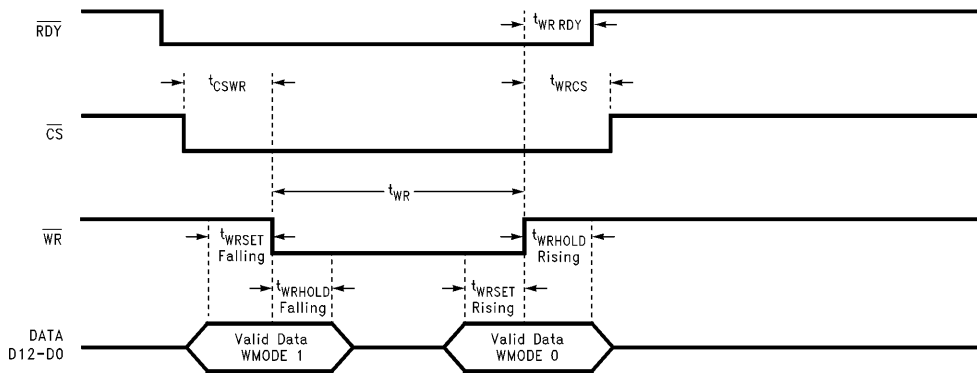 RDY
tWR RDY
tCSWR
tWRCS
CS
tWR
WR
tWRSET
Falling
tWRHOLD
Rising
tWRHOLD
Falling
tWRSET
Rising
DATA
D12-D0
Valid Data
WMODE 1
Valid Data
WMODE 0